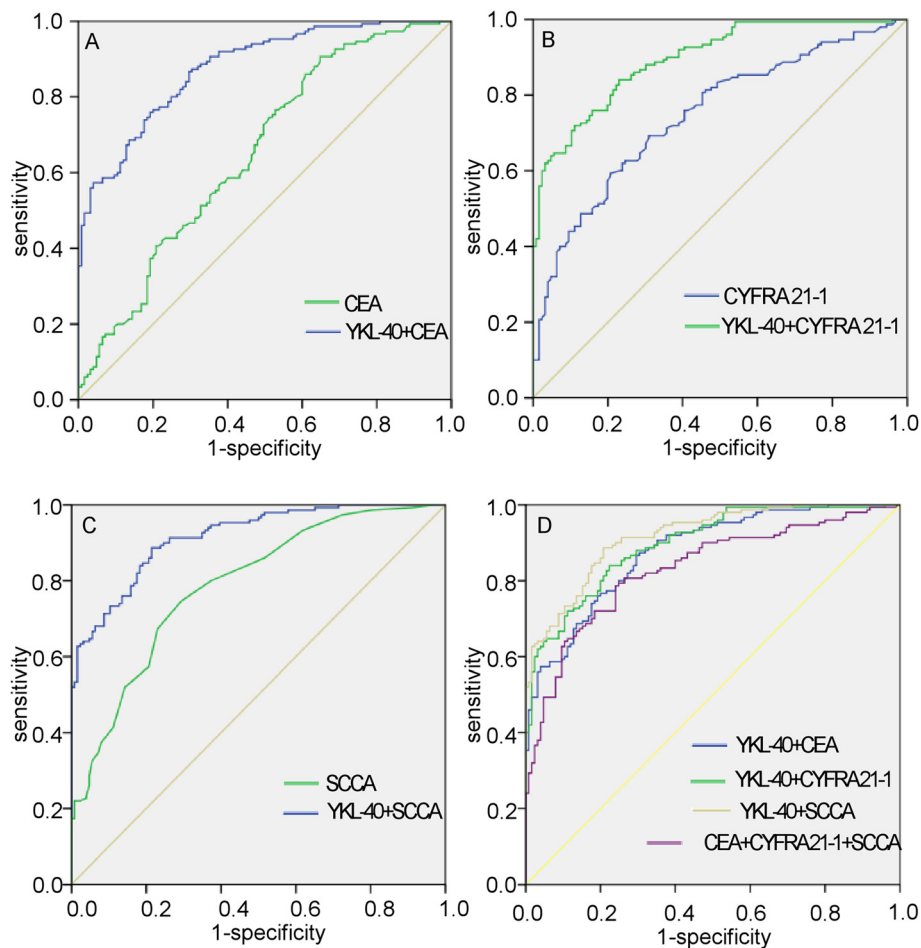 A
1.0
0.8
0.6
0.4
0.2
0.0
sensitivity
0.0 0.2 0.4 0.6 0.8 1.0
1-specificity
CEA
YKL-40+CEA
B
1.0
0.8
0.6
0.4
0.2
0.0
sensitivity
0.0 0.2 0.4 0.6 0.8 1.0
1-specificity
CYFRA 21-1
YKL-40+CYFRA 21-1
C
1.0
0.8
0.6
0.4
0.2
0.0
sensitivity
0.0 0.2 0.4 0.6 0.8 1.0
1-specificity
SCCA
YKL-40+SCCA
D
1.0
0.8
0.6
0.4
0.2
0.0
sensitivity
0.0 0.2 0.4 0.6 0.8 1.0
1-specificity
YKL-40+CEA
YKL-40+CYFRA21-1
YKL-40+SCCA
CEA+CYFRA21-1+SCCA